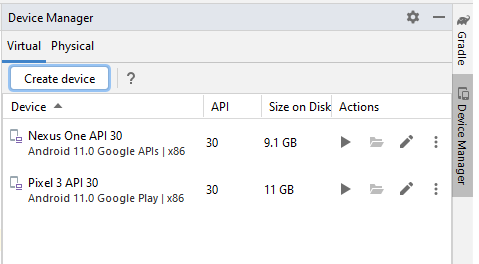 Device Manager
Virtual Physical
Create device ?
Device API Size on Disk Actions
Nexus One API 30 30 9.1 GB
Android 11.0 Google APIs | x86
Pixel 3 API 30 30 11 GB
Android 11.0 Google Play | x86
Gradle
Device Manager